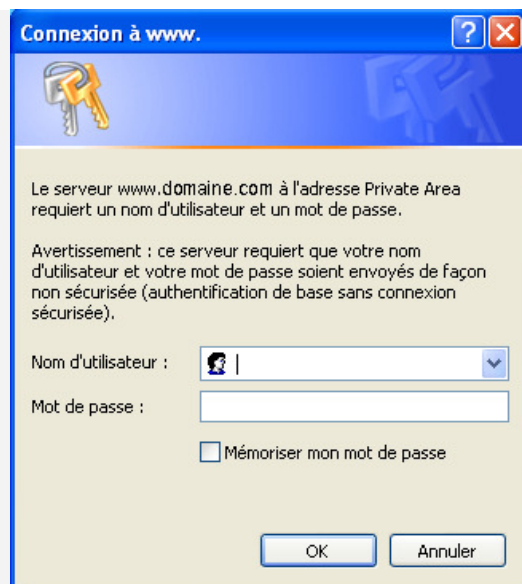 Connexion à www.
Le serveur www.domaine.com à l'adresse Private Area
requiert un nom d'utilisateur et un mot de passe.
Avertissement : ce serveur requiert que votre nom
d'utilisateur et votre mot de passe soient envoyés de façon
non sécurisée (authentification de base sans connexion
sécurisée).
Nom d'utilisateur :
Mot de passe :
Mémoriser mon mot de passe
OK Annuler